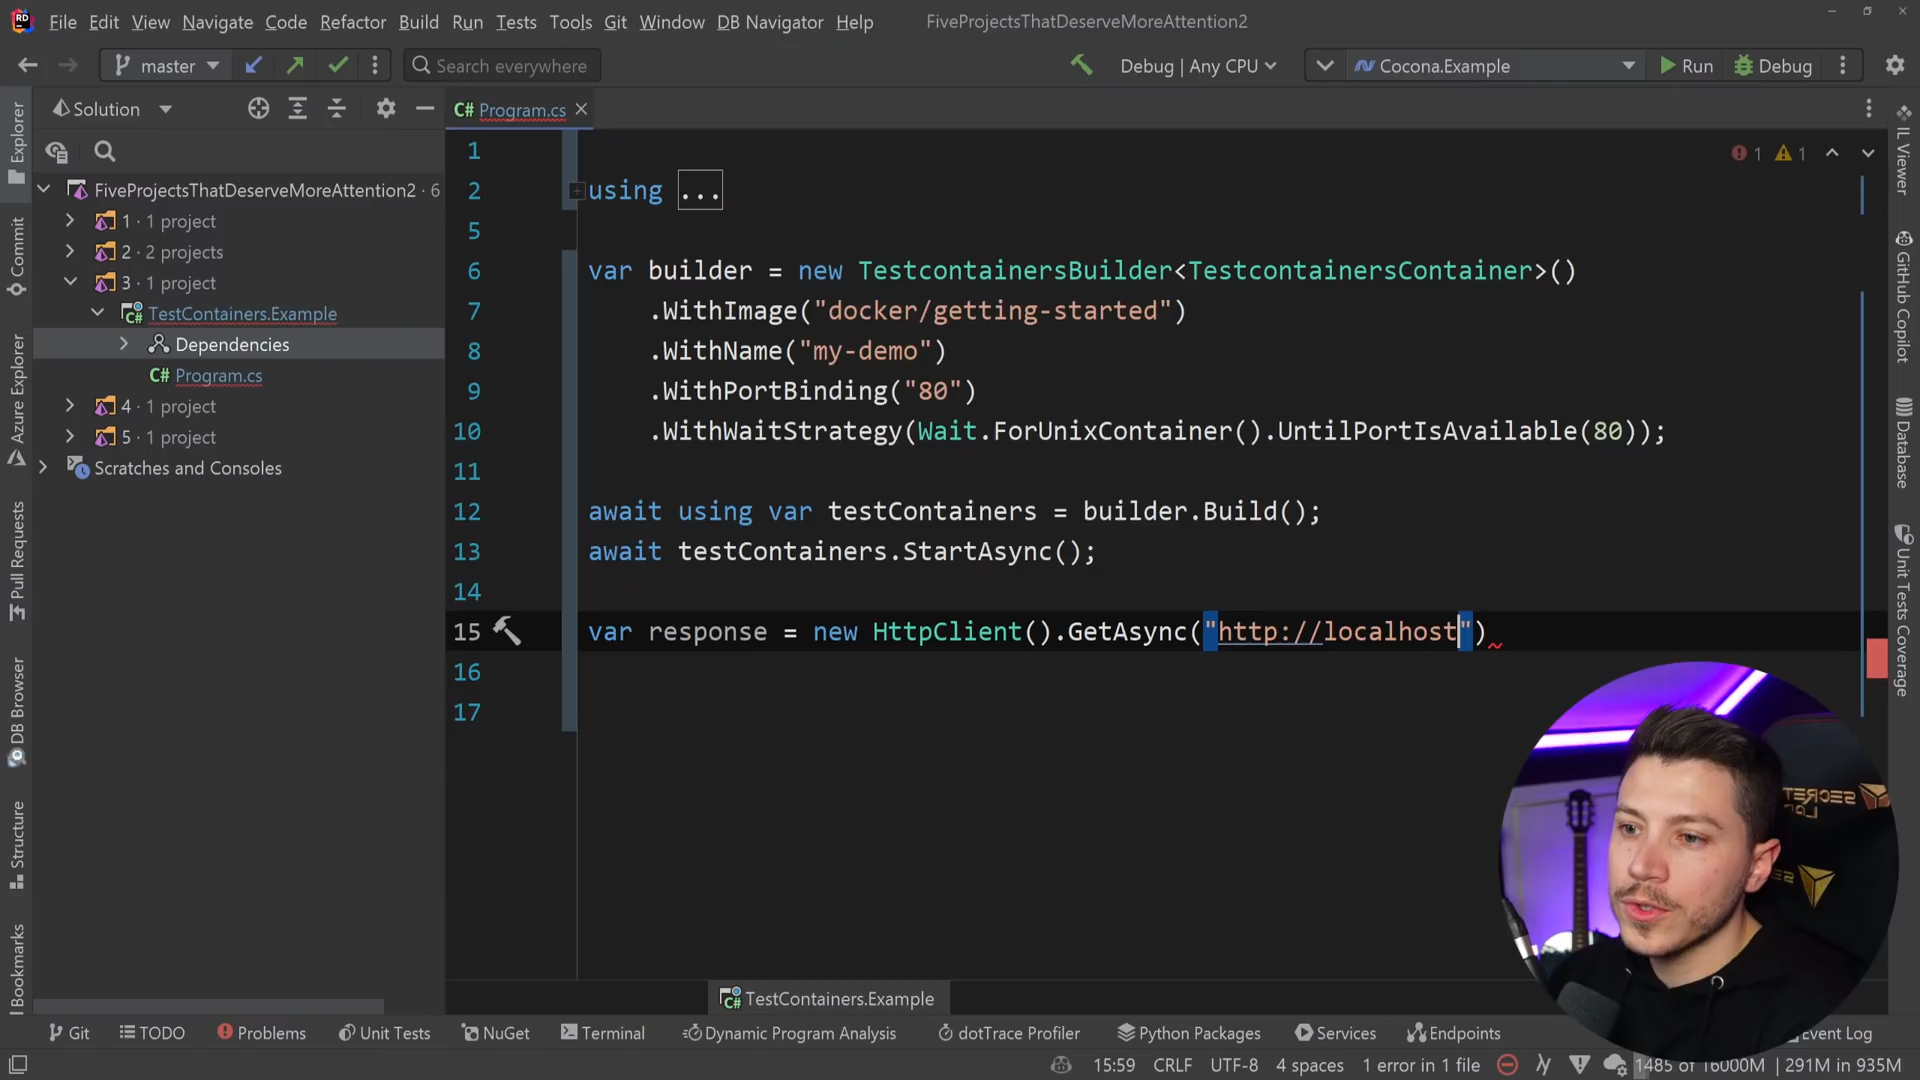 File Edit View Navigate Code Refactor Build Run Tests Tools Git Window DB Navigator Help FiveProjectsThatDeserveMoreAttention2
master Search everywhere Debug | Any CPU Cocona.Example Run Debug
Solution
C# Program.cs
Explorer
Commit
Azure Explorer
Pull Requests
DB Browser
Structure
Bookmarks
FiveProjectsThatDeserveMoreAttention2 · 6
1 · 1 project
2 · 2 projects
3 · 1 project
C# TestContainers.Example
Dependencies
C# Program.cs
4 · 1 project
5 · 1 project
Scratches and Consoles
1
2 using ...
5
6 var builder = new TestcontainersBuilder<TestcontainersContainer>()
7 .WithImage("docker/getting-started")
8 .WithName("my-demo")
9 .WithPortBinding("80")
10 .WithWaitStrategy(Wait.ForUnixContainer().UntilPortIsAvailable(80));
11
12 await using var testContainers = builder.Build();
13 await testContainers.StartAsync();
14
15 var response = new HttpClient().GetAsync("http://localhost")
16
17
1 1
IL Viewer
GitHub Copilot
Database
Unit Tests Coverage
C# TestContainers.Example
Git TODO Problems Unit Tests NuGet Terminal Dynamic Program Analysis dotTrace Profiler Python Packages Services Endpoints Event Log
15:59 CRLF UTF-8 4 spaces 1 error in 1 file 1485 of 16000M 291M in 935M